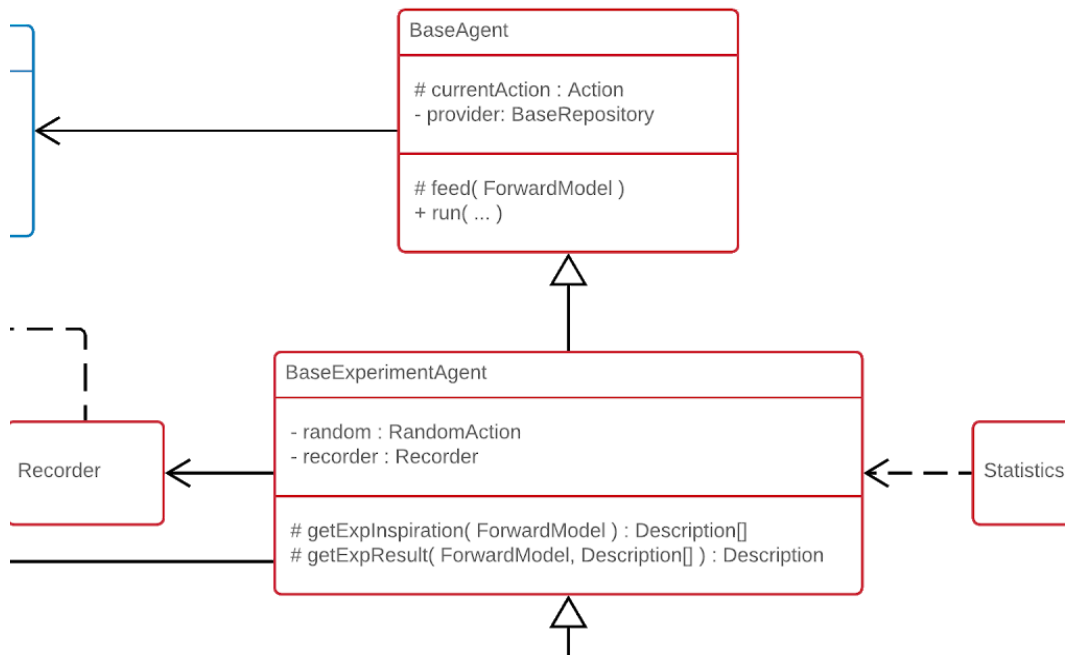 BaseAgent
# currentAction : Action
- provider: BaseRepository
# feed( ForwardModel )
+ run( ... )
BaseExperimentAgent
- random : RandomAction
- recorder : Recorder
# getExpInspiration( ForwardModel ) : Description[]
# getExpResult( ForwardModel, Description[] ) : Description
Recorder
Statistics